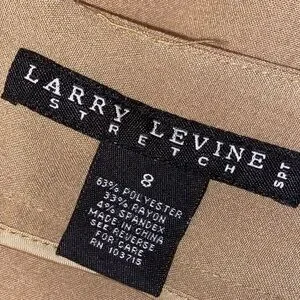 LARRY LEVINE
STRETCH
SPT
8
63% POLYESTER
33% RAYON
4% SPANDEX
MADE IN CHINA
SEE REVERSE
FOR CARE
RN 103715